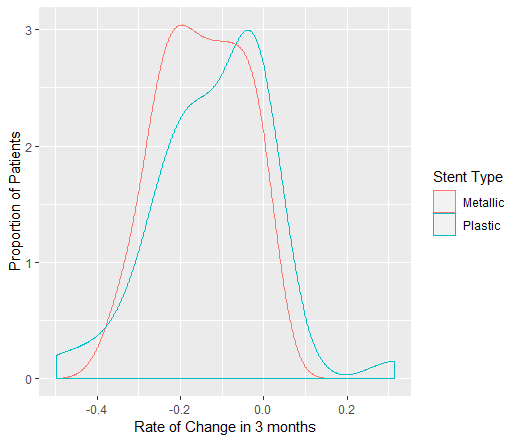 Proportion of Patients
3
2
1
0
-0.4 -0.2 0.0 0.2
Rate of Change in 3 months
Stent Type
Metallic
Plastic